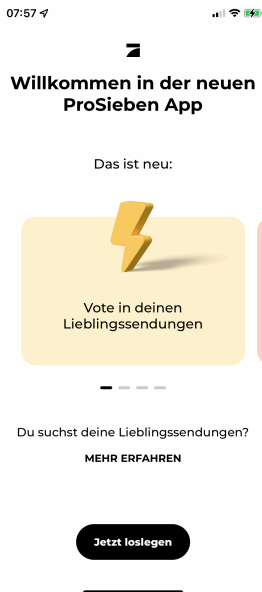 07:57
Willkommen in der neuen
ProSieben App
Das ist neu:
Vote in deinen
Lieblingssendungen
Du suchst deine Lieblingssendungen?
MEHR ERFAHREN
Jetzt loslegen